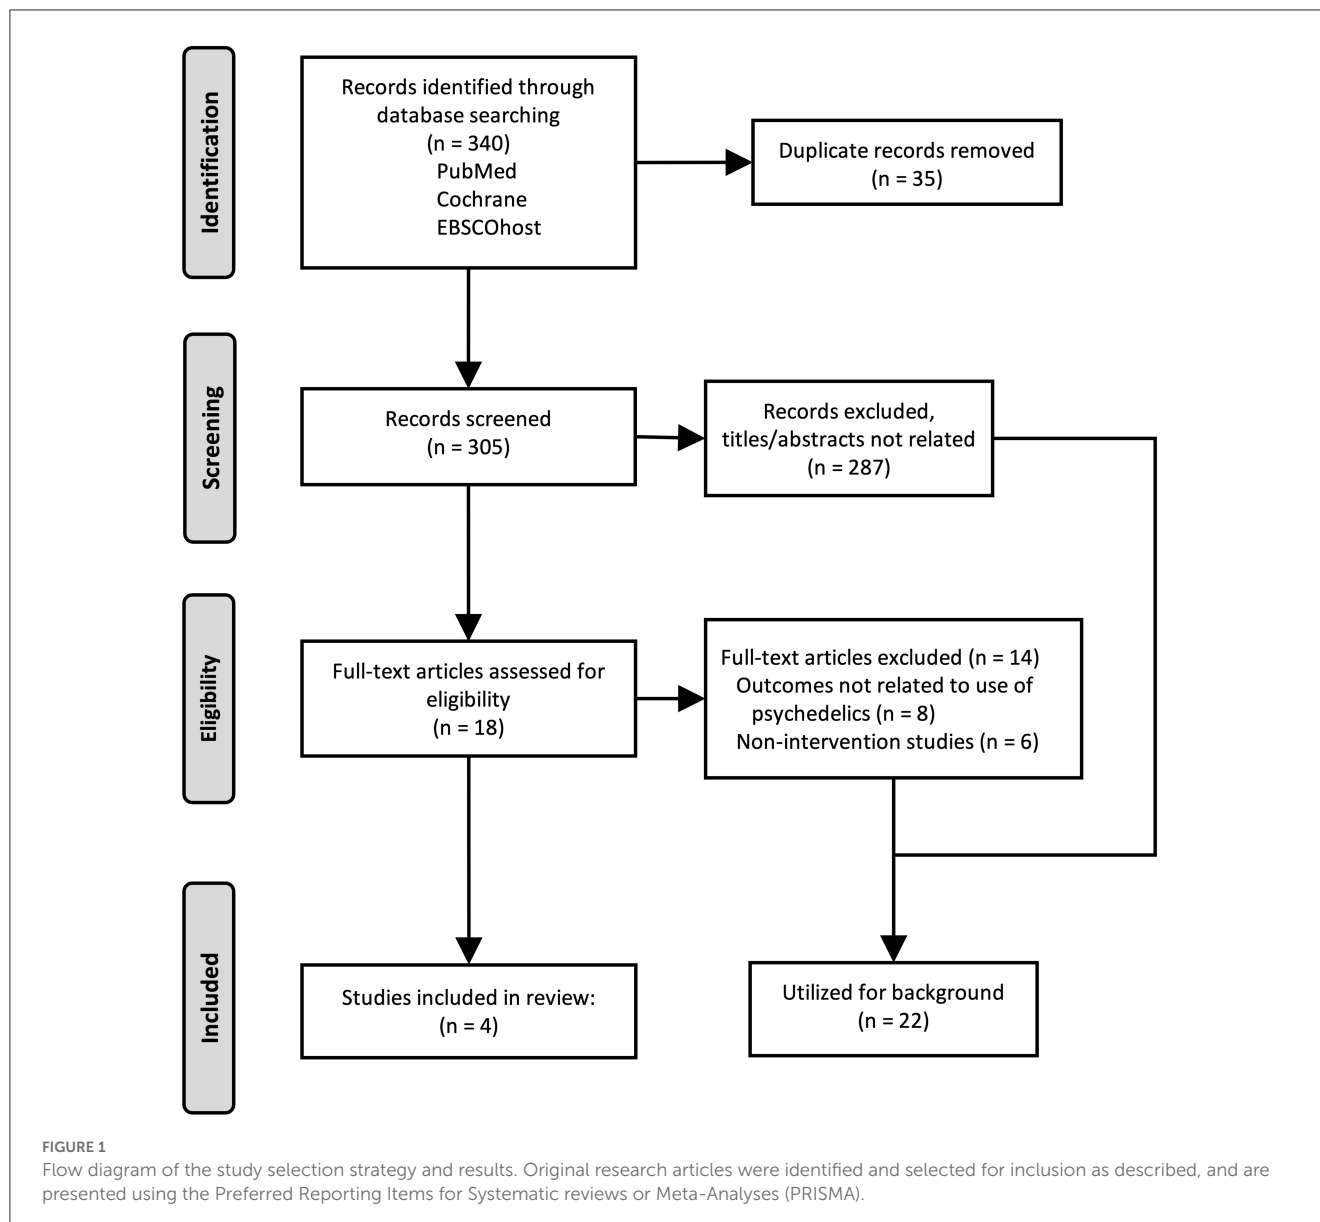 Identification
Records identified through
database searching
(n = 340)
PubMed
Cochrane
EBSCOhost
Duplicate records removed
(n = 35)
Screening
Records screened
(n = 305)
Records excluded,
titles/abstracts not related
(n = 287)
Eligibility
Full-text articles assessed for
eligibility
(n = 18)
Full-text articles excluded (n = 14)
Outcomes not related to use of
psychedelics (n = 8)
Non-intervention studies (n = 6)
Included
Studies included in review:
(n = 4)
Utilized for background
(n = 22)
FIGURE 1
Flow diagram of the study selection strategy and results. Original research articles were identified and selected for inclusion as described, and are
presented using the Preferred Reporting Items for Systematic reviews or Meta-Analyses (PRISMA).